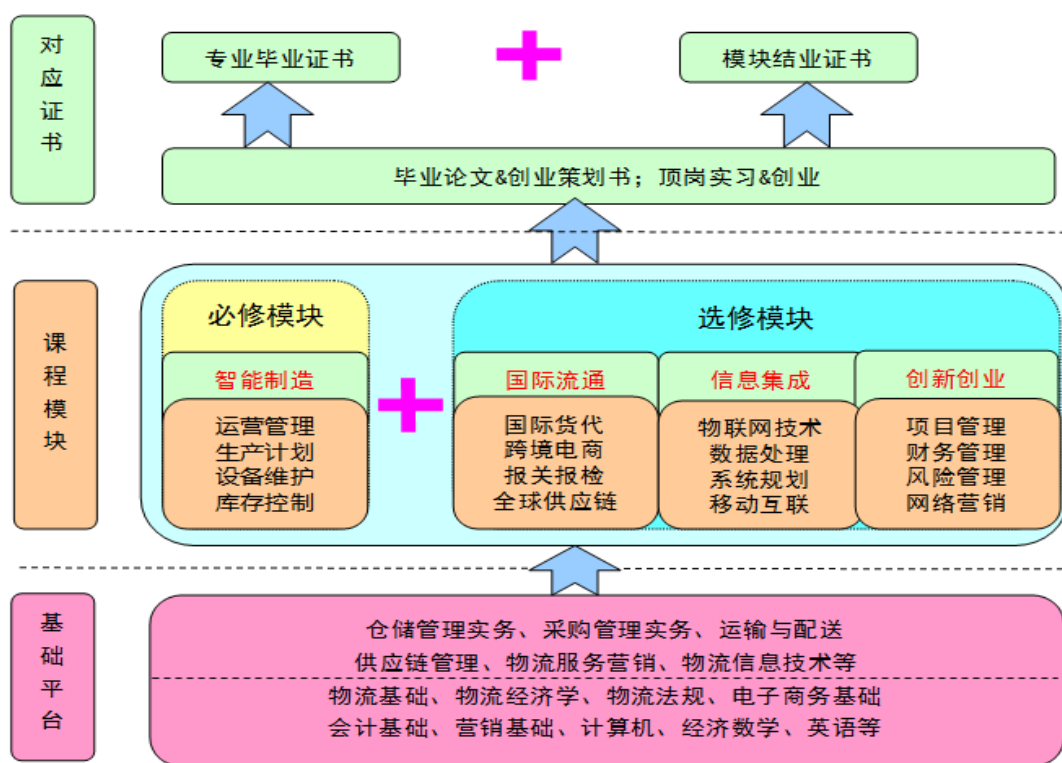 对应证书
专业毕业证书
模块结业证书
毕业论文&创业策划书；顶岗实习&创业
课程模块
必修模块
智能制造
运营管理
生产计划
设备维护
库存控制
选修模块
国际流通
国际货代
跨境电商
报关报检
全球供应链
信息集成
物联网技术
数据处理
系统规划
移动互联
创新创业
项目管理
财务管理
风险管理
网络营销
基础平台
仓储管理实务、采购管理实务、运输与配送
供应链管理、物流服务营销、物流信息技术等
物流基础、物流经济学、物流法规、电子商务基础
会计基础、营销基础、计算机、经济数学、英语等